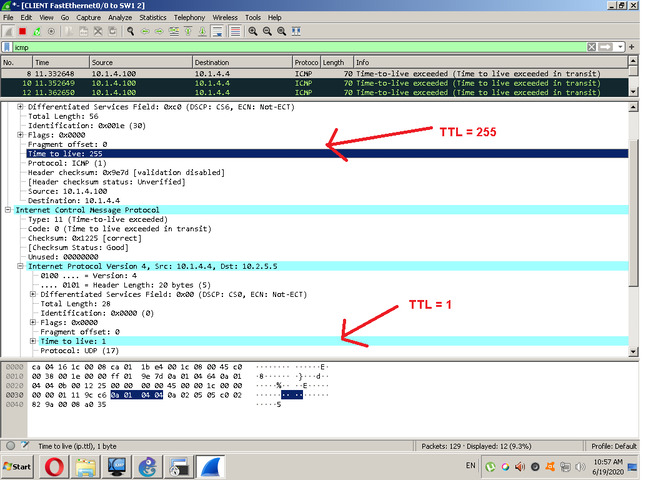 *- [CLIENT FastEthernet0/0 to SW1 2]
File Edit View Go Capture Analyze Statistics Telephony Wireless Tools Help
icmp
No. Time Source Destination Protoco Length Info
8 11.332648 10.1.4.100 10.1.4.4 ICMP 70 Time-to-live exceeded (Time to live exceeded in transit)
10 11.352649 10.1.4.100 10.1.4.4 ICMP 70 Time-to-live exceeded (Time to live exceeded in transit)
12 11.362650 10.1.4.100 10.1.4.4 ICMP 70 Time-to-live exceeded (Time to live exceeded in transit)
Differentiated Services Field: 0xc0 (DSCP: CS6, ECN: Not-ECT)
Total Length: 56
Identification: 0x001e (30)
Flags: 0x0000
Fragment offset: 0
TTL = 255
Time to live: 255
Protocol: ICMP (1)
Header checksum: 0x9e7d [validation disabled]
[Header checksum status: Unverified]
Source: 10.1.4.100
Destination: 10.1.4.4
Internet Control Message Protocol
Type: 11 (Time-to-live exceeded)
Code: 0 (Time to live exceeded in transit)
Checksum: 0x1225 [correct]
[Checksum Status: Good]
Unused: 00000000
Internet Protocol Version 4, Src: 10.1.4.4, Dst: 10.2.5.5
0100 .... = Version: 4
.... 0101 = Header Length: 20 bytes (5)
Differentiated Services Field: 0x00 (DSCP: CS0, ECN: Not-ECT)
Total Length: 28
TTL = 1
Identification: 0x0000 (0)
Flags: 0x0000
Fragment offset: 0
Time to live: 1
Protocol: UDP (17)
0000 ca 04 16 1c 00 08 ca 01 1b e4 00 1c 08 00 45 c0
0010 00 38 00 1e 00 00 ff 01 9e 7d 0a 01 04 64 0a 01
0020 04 04 0b 00 12 25 00 00 00 00 45 00 00 1c 00 00
0030 00 00 01 11 9c c6 0a 01 04 04 0a 02 05 05 c0 02
0040 82 9a 00 08 a0 35
Time to live (ip.ttl), 1 byte
Packets: 129 · Displayed: 12 (9.3%)
Profile: Default
Start
EN
10:57 AM
6/19/2020